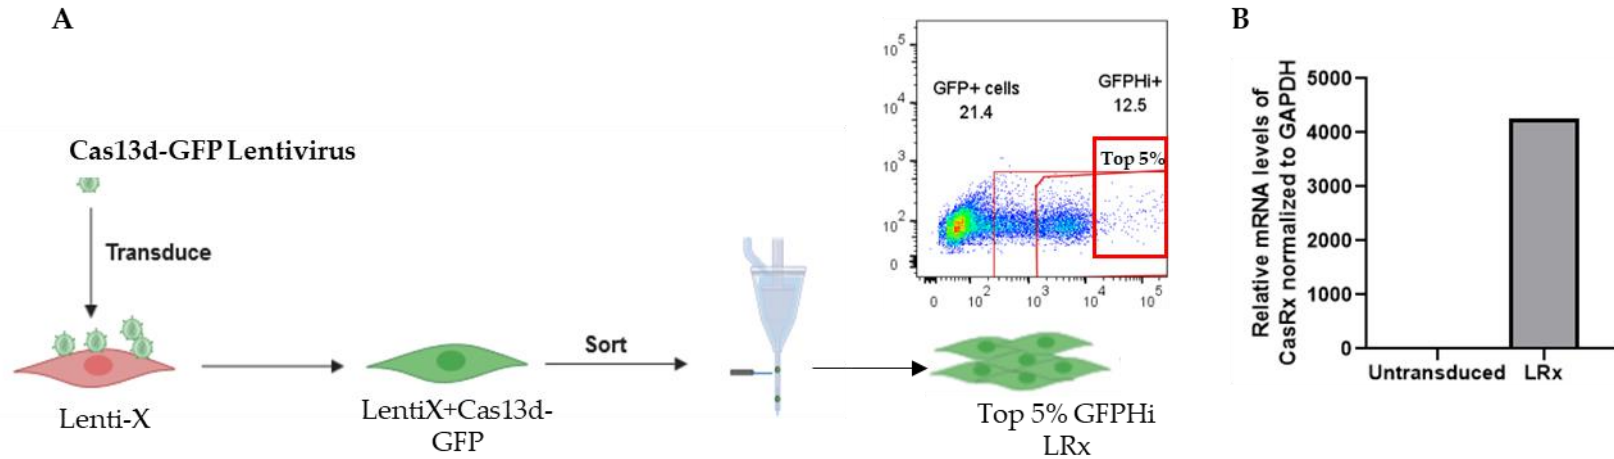 A
Cas13d-GFP Lentivirus
Transduce
Lenti-X
LentiX+Cas13d-
GFP
Sort
10^5
10^4
10^3
10^2
0
GFP+ cells
21.4
GFPHi+
12.5
Top 5%
0 10^2 10^3 10^4 10^5
Top 5% GFPHi
LRx
B
Relative mRNA levels of
CasRx normalized to GAPDH
5000
4000
3000
2000
1000
0
Untransduced LRx